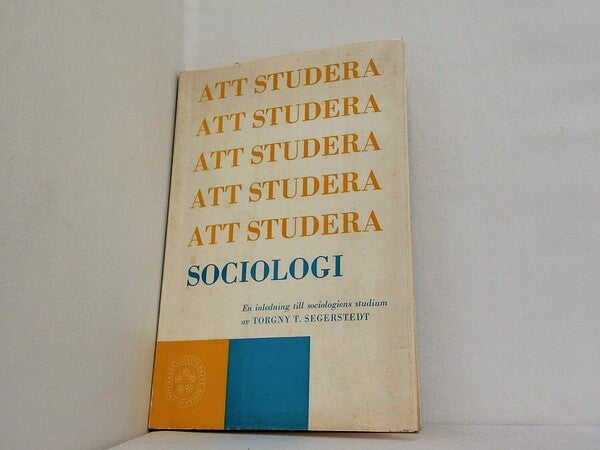 ATT STUDERA
ATT STUDERA
ATT STUDERA
ATT STUDERA
ATT STUDERA
SOCIOLOGI
En inledning till sociologiens studium
av TORGNY T. SEGERSTEDT